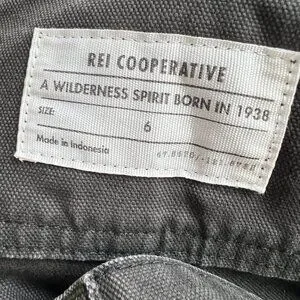 REI COOPERATIVE
A WILDERNESS SPIRIT BORN IN 1938
SIZE:
6
Made in Indonesia